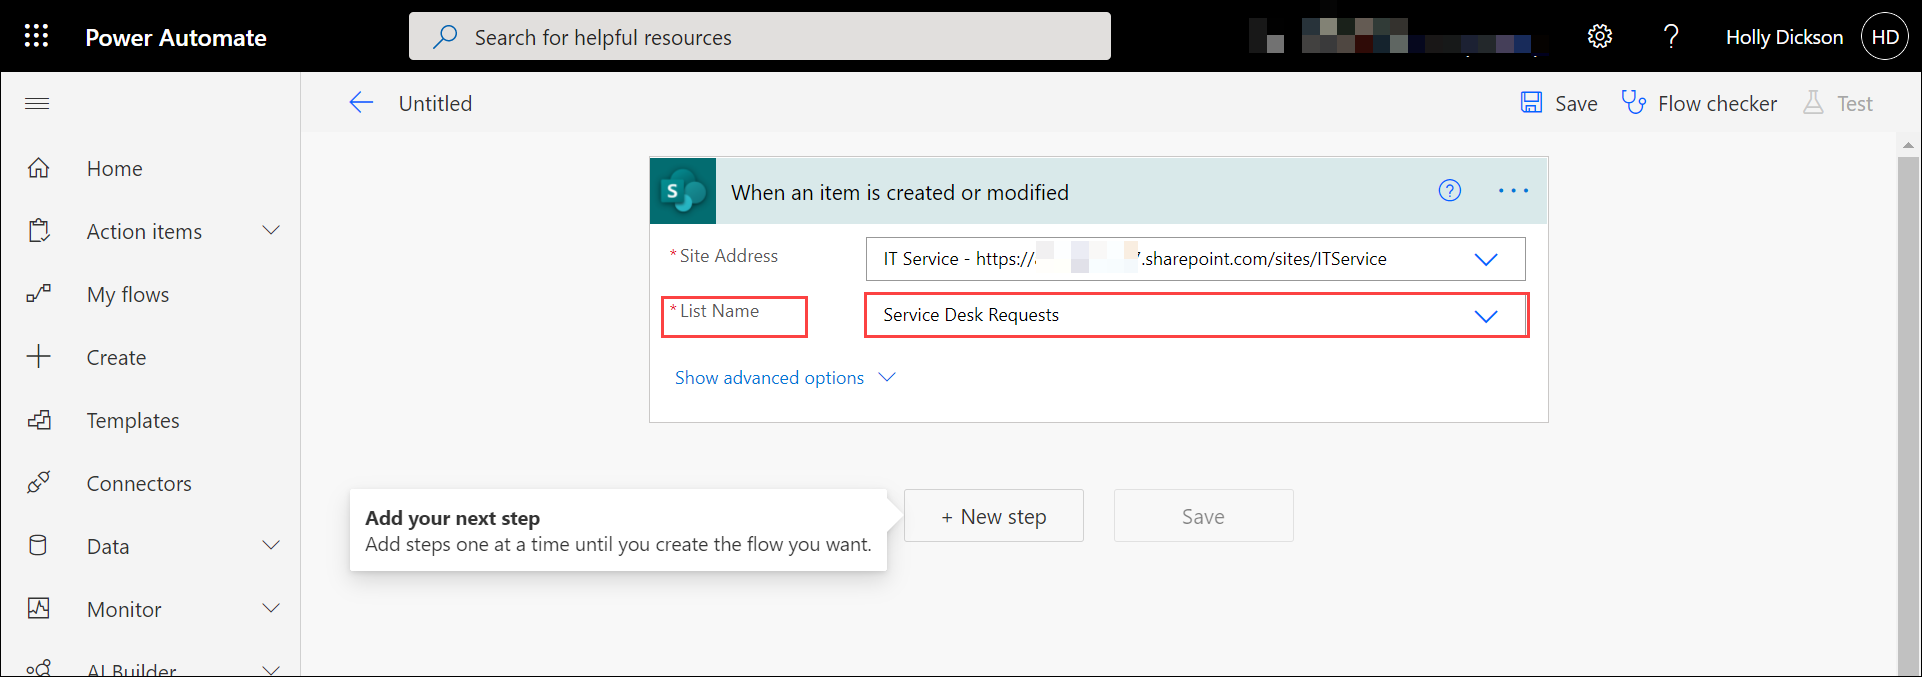 Power Automate
Search for helpful resources
Holly Dickson
HD
Untitled
Save
Flow checker
Test
Home
Action items
My flows
Create
Templates
Connectors
Data
Monitor
AI Builder
S
When an item is created or modified
* Site Address
IT Service - https:// 7.sharepoint.com/sites/ITService
* List Name
Service Desk Requests
Show advanced options
Add your next step
Add steps one at a time until you create the flow you want.
+ New step
Save